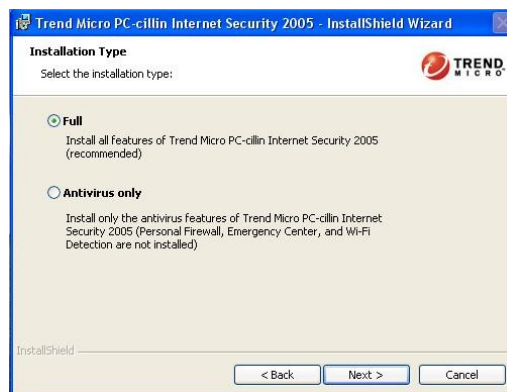 Trend Micro PC-cillin Internet Security 2005 - InstallShield Wizard
Installation Type
Select the installation type:
TREND
MICRO
Full
Install all features of Trend Micro PC-cillin Internet Security 2005
(recommended)
Antivirus only
Install only the antivirus features of Trend Micro PC-cillin Internet
Security 2005 (Personal Firewall, Emergency Center, and Wi-Fi
Detection are not installed)
InstallShield
< Back
Next >
Cancel